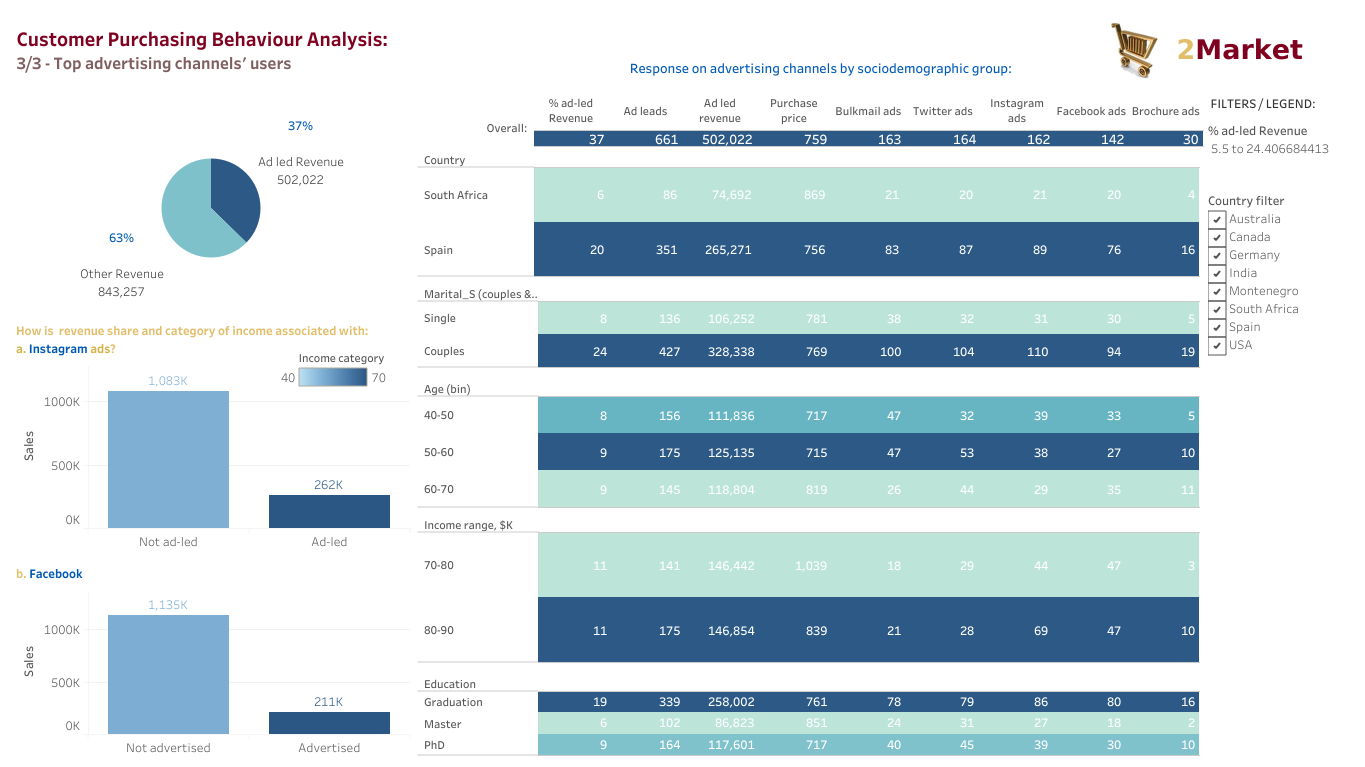 Customer Purchasing Behaviour Analysis:
3/3 - Top advertising channels' users
2Market
Response on advertising channels by sociodemographic group:
37%
Ad led Revenue
502,022
63%
Other Revenue
843,257
How is revenue share and category of income associated with:
a. Instagram ads?
Income category
40 70
1,083K
262K
1000K
500K
0K
Sales
Not ad-led Ad-led
b. Facebook
1,135K
211K
1000K
500K
0K
Sales
Not advertised Advertised
% ad-led Revenue Ad leads Ad led revenue Purchase price Bulkmail ads Twitter ads Instagram ads Facebook ads Brochure ads
Overall: 37 661 502,022 759 163 164 162 142 30
Country
South Africa 6 86 74,692 869 21 20 21 20 4
Spain 20 351 265,271 756 83 87 89 76 16
Marital_S (couples &..
Single 8 136 106,252 781 38 32 31 30 5
Couples 24 427 328,338 769 100 104 110 94 19
Age (bin)
40-50 8 156 111,836 717 47 32 39 33 5
50-60 9 175 125,135 715 47 53 38 27 10
60-70 9 145 118,804 819 26 44 29 35 11
Income range, $K
70-80 11 141 146,442 1,039 18 29 44 47 3
80-90 11 175 146,854 839 21 28 69 47 10
Education
Graduation 19 339 258,002 761 78 79 86 80 16
Master 6 102 86,823 851 24 31 27 18 2
PhD 9 164 117,601 717 40 45 39 30 10
FILTERS / LEGEND:
% ad-led Revenue
5.5 to 24.406684413
Country filter
Australia
Canada
Germany
India
Montenegro
South Africa
Spain
USA